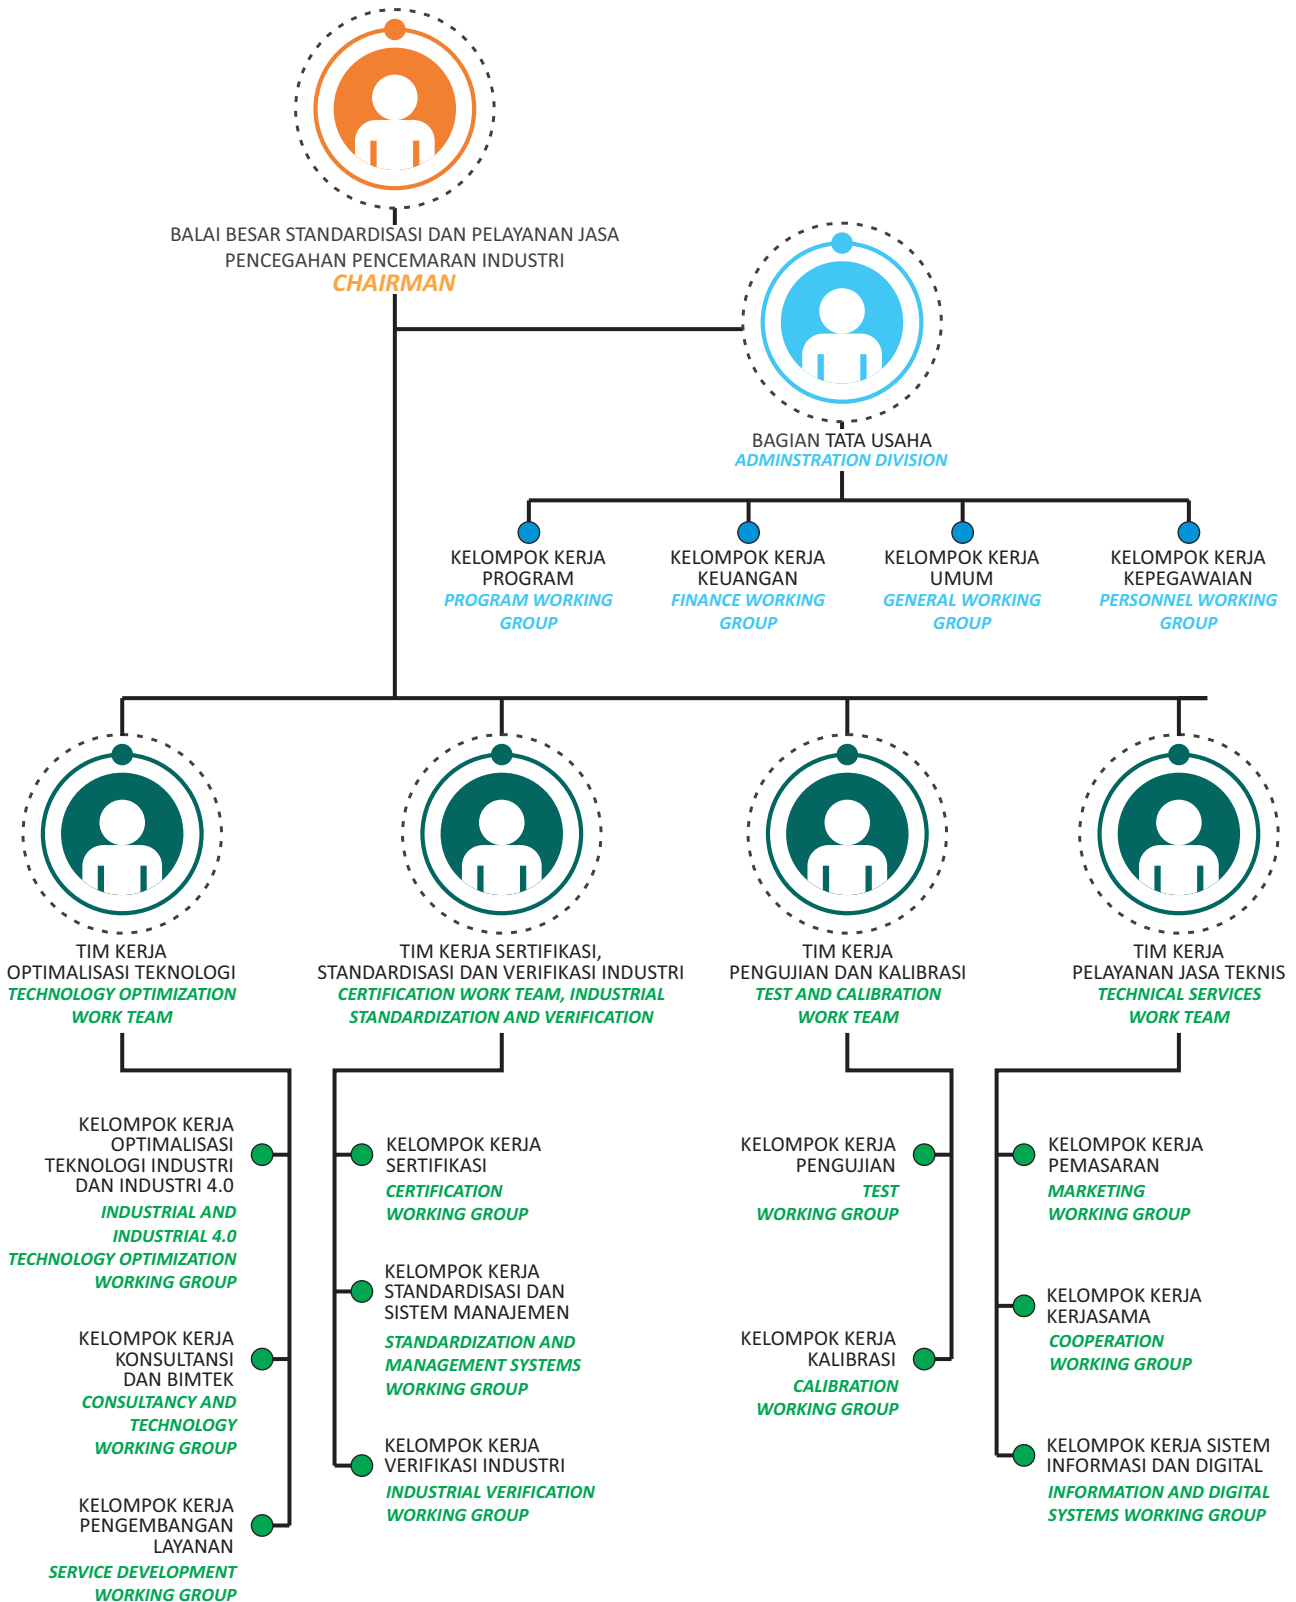 BALAI BESAR STANDARDISASI DAN PELAYANAN JASA
PENCEGAHAN PENCEMARAN INDUSTRI
CHAIRMAN
BAGIAN TATA USAHA
ADMINSTRATION DIVISION
KELOMPOK KERJA
PROGRAM
PROGRAM WORKING
GROUP
KELOMPOK KERJA
KEUANGAN
FINANCE WORKING
GROUP
KELOMPOK KERJA
UMUM
GENERAL WORKING
GROUP
KELOMPOK KERJA
KEPEGAWAIAN
PERSONNEL WORKING
GROUP
TIM KERJA
OPTIMALISASI TEKNOLOGI
TECHNOLOGY OPTIMIZATION
WORK TEAM
TIM KERJA SERTIFIKASI,
STANDARDISASI DAN VERIFIKASI INDUSTRI
CERTIFICATION WORK TEAM, INDUSTRIAL
STANDARDIZATION AND VERIFICATION
TIM KERJA
PENGUJIAN DAN KALIBRASI
TEST AND CALIBRATION
WORK TEAM
TIM KERJA
PELAYANAN JASA TEKNIS
TECHNICAL SERVICES
WORK TEAM
KELOMPOK KERJA
OPTIMALISASI
TEKNOLOGI INDUSTRI
DAN INDUSTRI 4.0
INDUSTRIAL AND
INDUSTRIAL 4.0
TECHNOLOGY OPTIMIZATION
WORKING GROUP
KELOMPOK KERJA
KONSULTANSI
DAN BIMTEK
CONSULTANCY AND
TECHNOLOGY
WORKING GROUP
KELOMPOK KERJA
PENGEMBANGAN
LAYANAN
SERVICE DEVELOPMENT
WORKING GROUP
KELOMPOK KERJA
SERTIFIKASI
CERTIFICATION
WORKING GROUP
KELOMPOK KERJA
STANDARDISASI DAN
SISTEM MANAJEMEN
STANDARDIZATION AND
MANAGEMENT SYSTEMS
WORKING GROUP
KELOMPOK KERJA
VERIFIKASI INDUSTRI
INDUSTRIAL VERIFICATION
WORKING GROUP
KELOMPOK KERJA
PENGUJIAN
TEST
WORKING GROUP
KELOMPOK KERJA
KALIBRASI
CALIBRATION
WORKING GROUP
KELOMPOK KERJA
PEMASARAN
MARKETING
WORKING GROUP
KELOMPOK KERJA
KERJASAMA
COOPERATION
WORKING GROUP
KELOMPOK KERJA SISTEM
INFORMASI DAN DIGITAL
INFORMATION AND DIGITAL
SYSTEMS WORKING GROUP